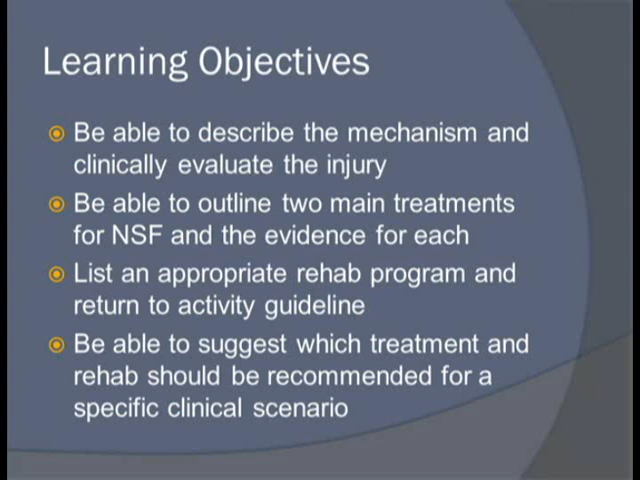 Learning Objectives
Be able to describe the mechanism and
clinically evaluate the injury
Be able to outline two main treatments
for NSF and the evidence for each
List an appropriate rehab program and
return to activity guideline
Be able to suggest which treatment and
rehab should be recommended for a
specific clinical scenario